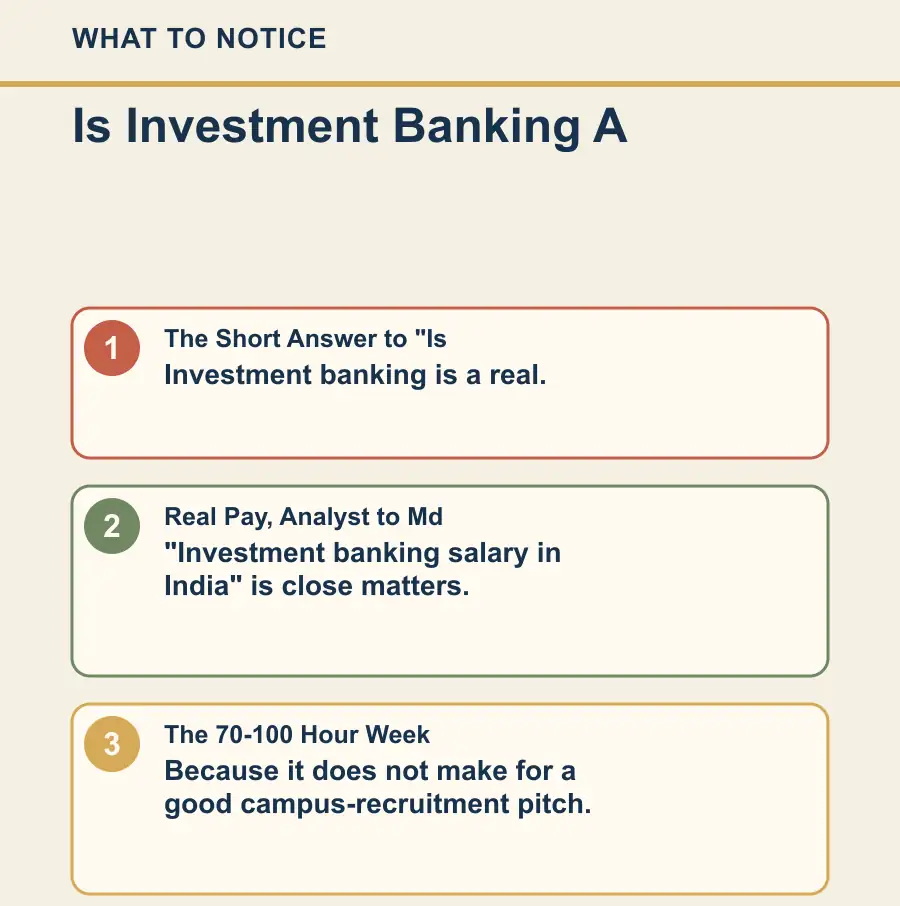 WHAT TO NOTICE
Is Investment Banking A
1
The Short Answer to "Is
Investment banking is a real.
2
Real Pay, Analyst to Md
"Investment banking salary in
India" is close matters.
3
The 70-100 Hour Week
Because it does not make for a
good campus-recruitment pitch.